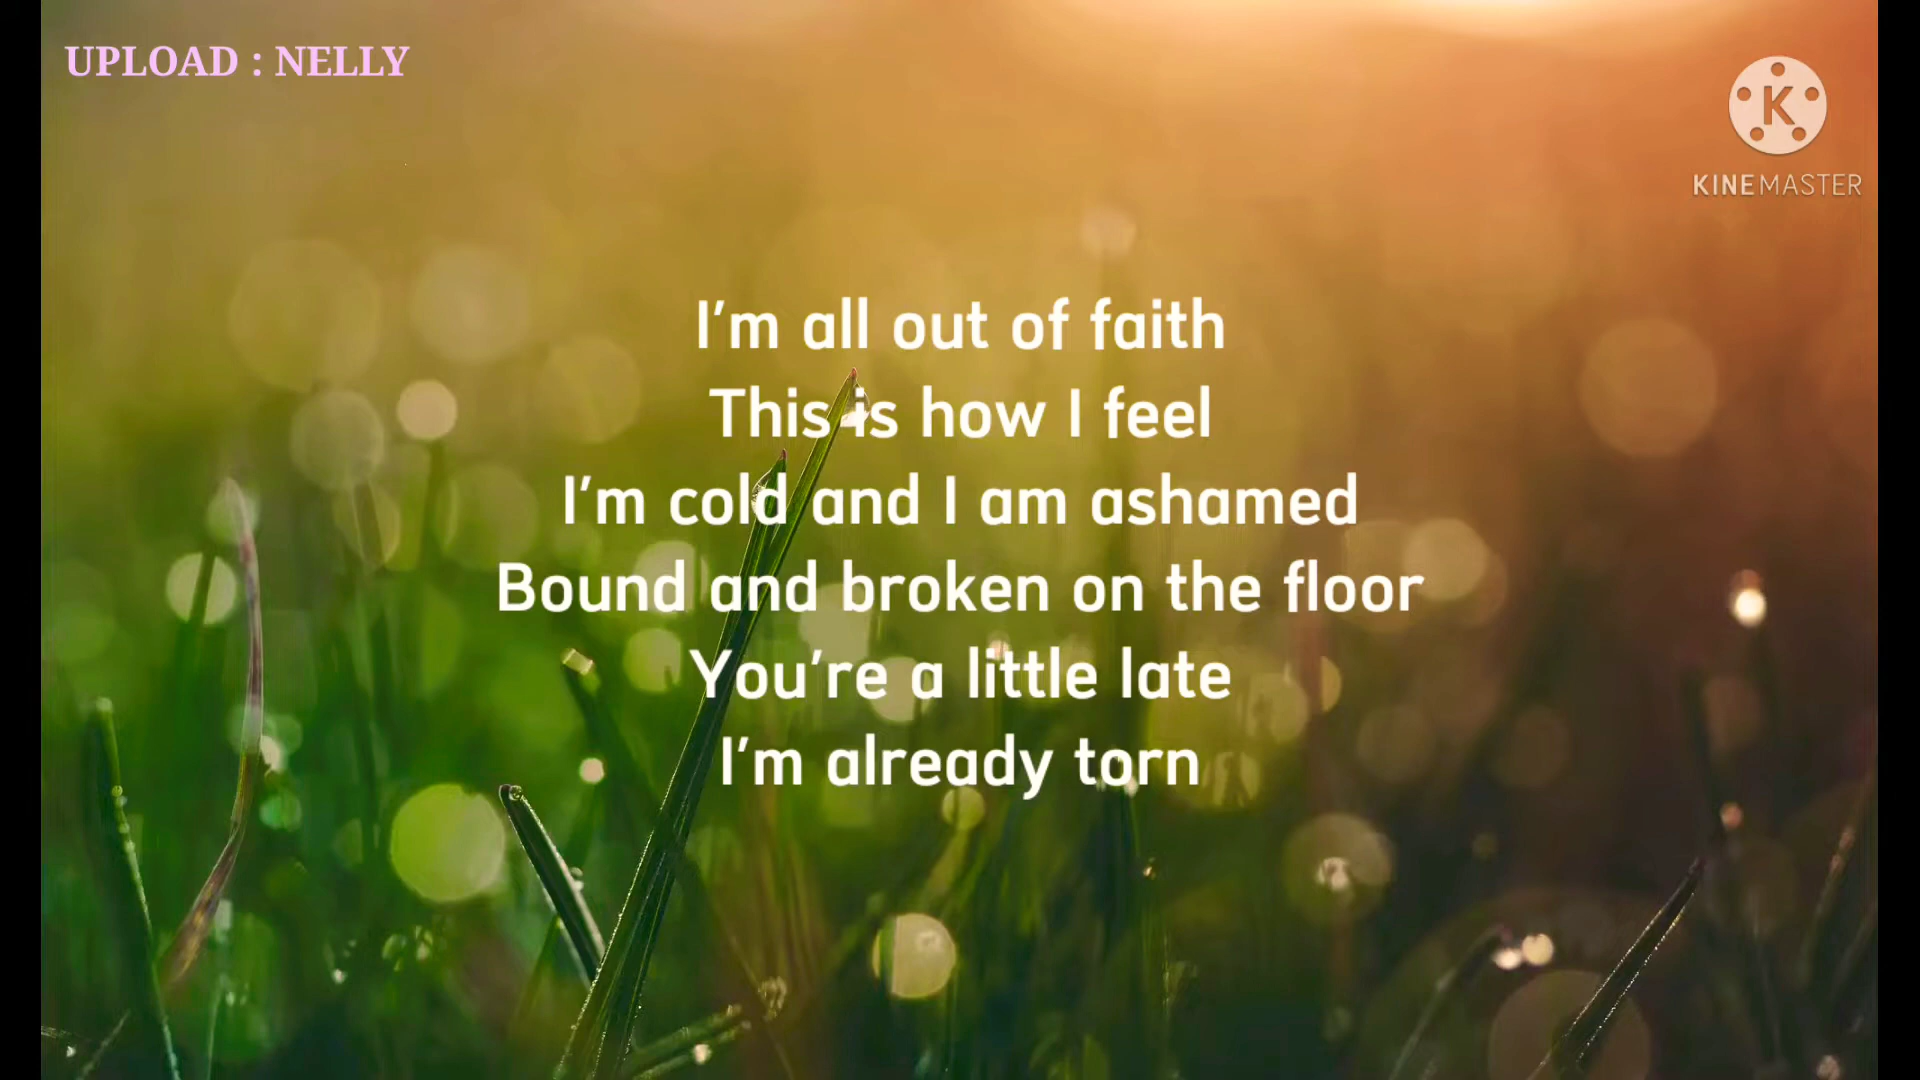 UPLOAD : NELLY
K
KINEMASTER
I'm all out of faith
This is how I feel
I'm cold and I am ashamed
Bound and broken on the floor
You're a little late
I'm already torn